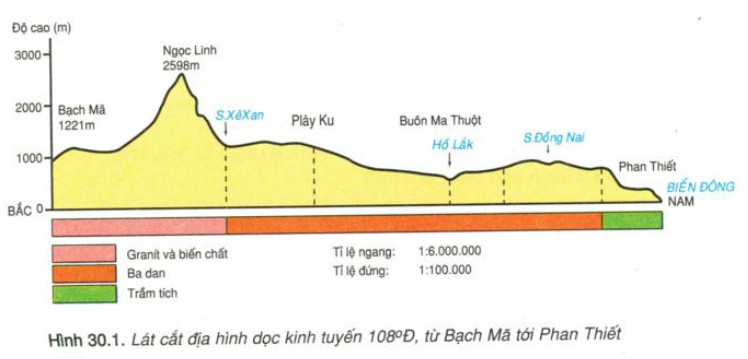 Độ cao (m)
3000
2000
1000
BẮC 0
Bạch Mã
1221m
Ngọc Linh
2598m
S.XêXan
Plây Ku
Buôn Ma Thuột
Hồ Lắk
S.Đồng Nai
Phan Thiết
BIỂN ĐÔNG
NAM
Granít và biến chất
Ba dan
Trầm tích
Tỉ lệ ngang: 1:6.000.000
Tỉ lệ đứng: 1:100.000
Hình 30.1. Lát cắt địa hình dọc kinh tuyến 108ºĐ, từ Bạch Mã tới Phan Thiết